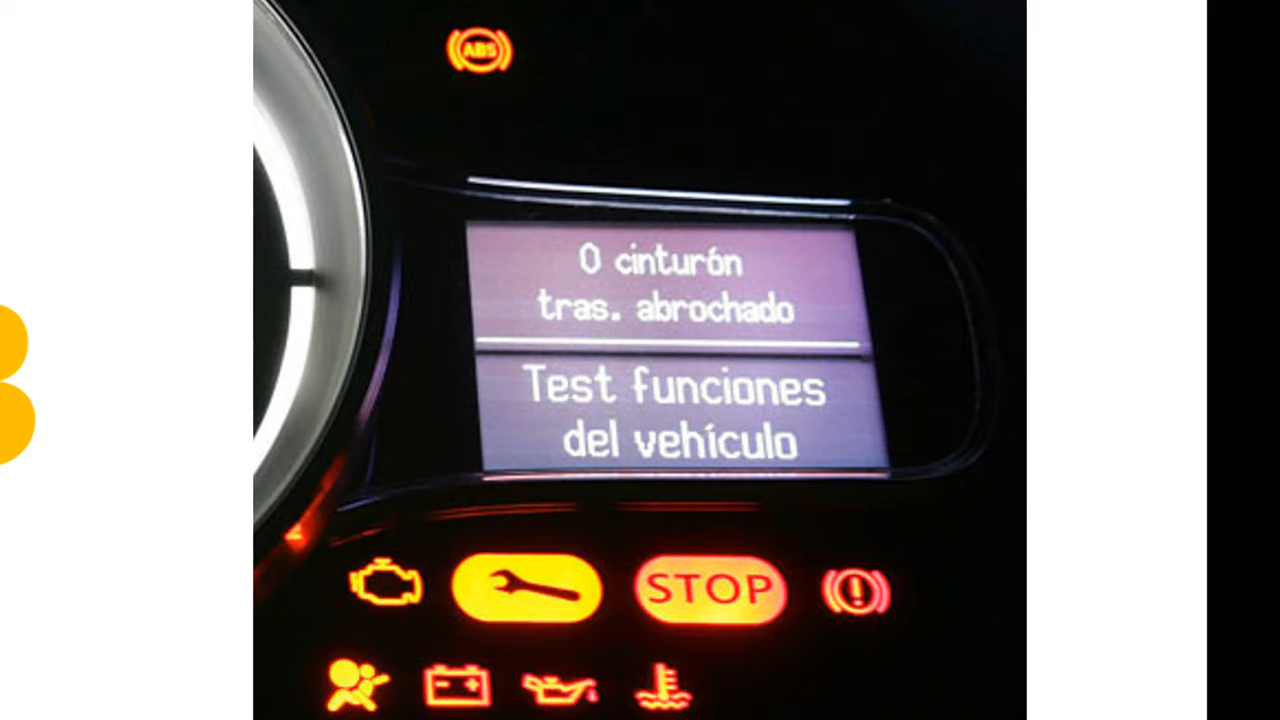 ABS
0 cinturón
tras. abrochado
Test funciones
del vehículo
STOP